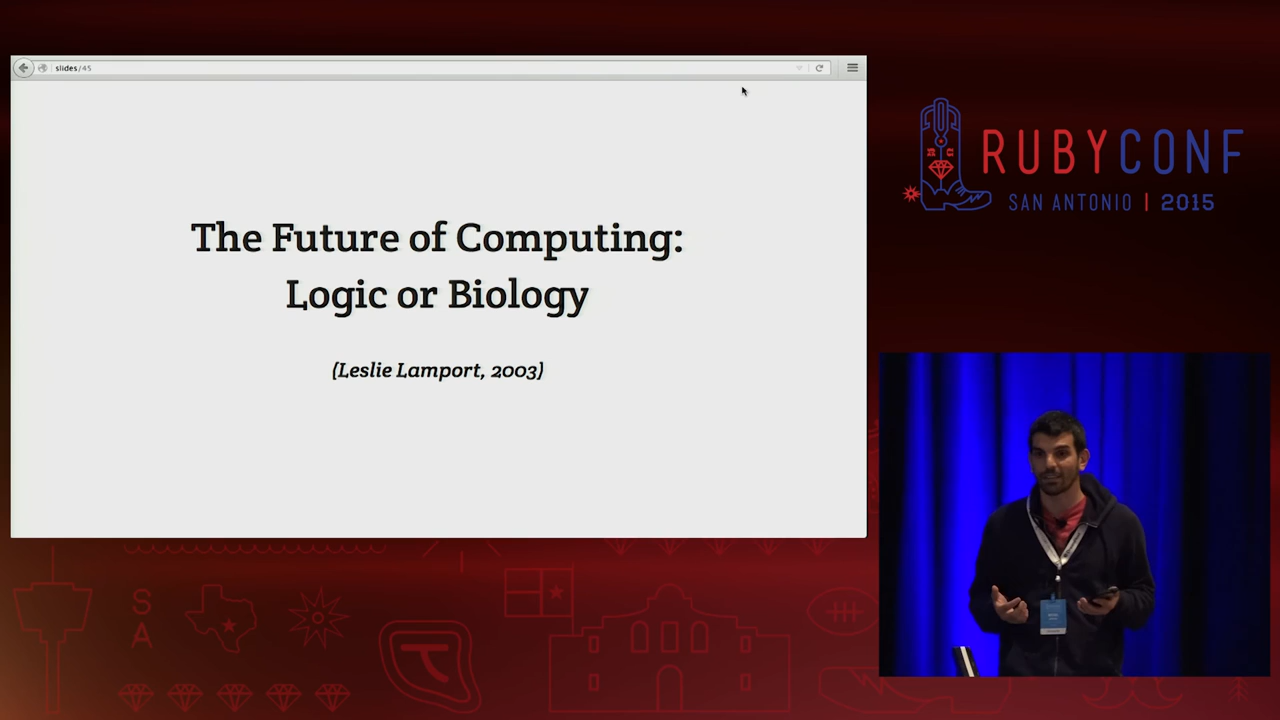 slides/45
The Future of Computing:
Logic or Biology
(Leslie Lamport, 2003)
RUBYCONF
SAN ANTONIO | 2015
S
A